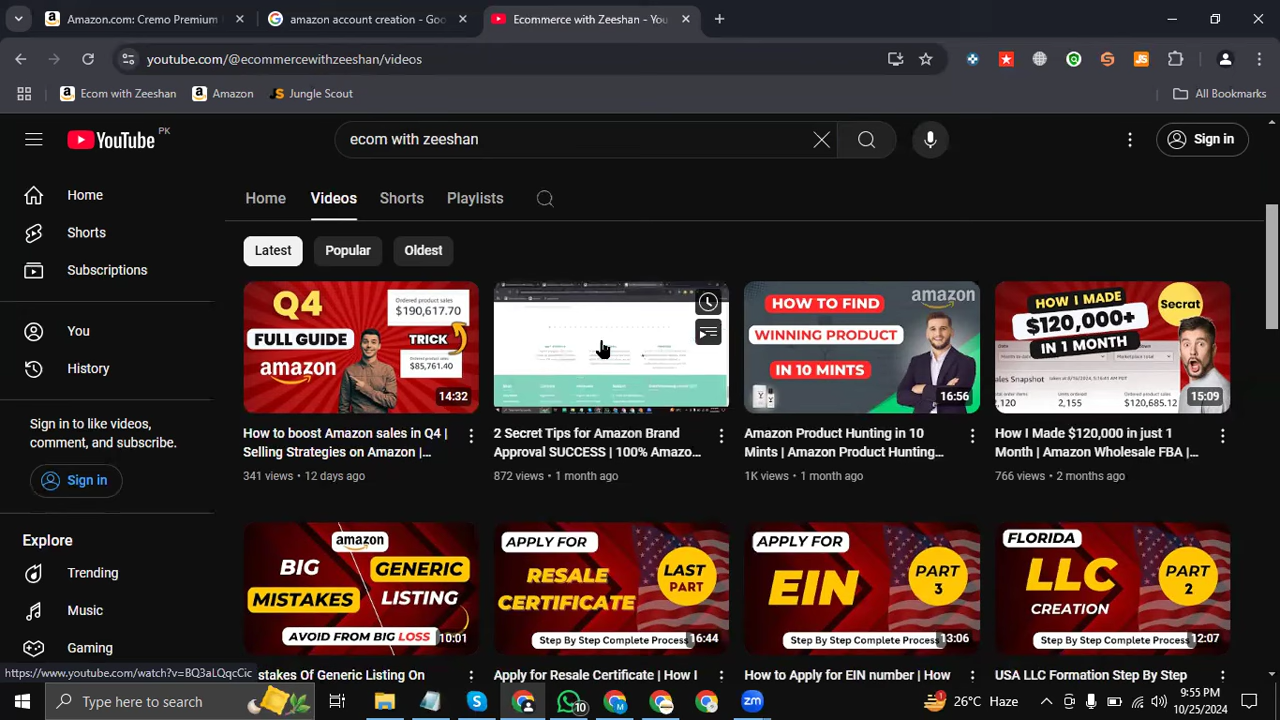 Amazon.com: Cremo Premium
amazon account creation - Goo
Ecommerce with Zeeshan - You
youtube.com/@ecommercewithzeeshan/videos
Ecom with Zeeshan
Amazon
Jungle Scout
All Bookmarks
YouTube PK
ecom with zeeshan
Sign in
Home
Shorts
Subscriptions
You
History
Sign in to like videos,
comment, and subscribe.
Sign in
Explore
Trending
Music
Gaming
Home Videos Shorts Playlists
Latest Popular Oldest
Q4
FULL GUIDE
amazon
Ordered product sales
$190,617.70
TRICK
Ordered product sales
$85,761.40
14:32
How to boost Amazon sales in Q4 |
Selling Strategies on Amazon |...
341 views • 12 days ago
2 Secret Tips for Amazon Brand
Approval SUCCESS | 100% Amazo...
872 views • 1 month ago
HOW TO FIND
amazon
WINNING PRODUCT
IN 10 MINTS
16:56
Amazon Product Hunting in 10
Mints | Amazon Product Hunting...
1K views • 1 month ago
HOW I MADE
$120,000+
IN 1 MONTH
Secrat
ales Snapshot
Units ordered
,120
2,155
$120,685.12
15:09
How I Made $120,000 in just 1
Month | Amazon Wholesale FBA |...
766 views • 2 months ago
amazon
BIG
MISTAKES
GENERIC
LISTING
AVOID FROM BIG LOSS
10:01
stakes Of Generic Listing On
APPLY FOR
RESALE
CERTIFICATE
LAST
PART
Step By Step Complete Process
16:44
Apply for Resale Certificate | How I
APPLY FOR
EIN
PART
3
Step By Step Complete Process
13:06
How to Apply for EIN number | How
FLORIDA
LLC
CREATION
PART
2
Step By Step Complete Process
12:07
USA LLC Formation Step By Step
https://www.youtube.com/watch?v=BQ3aLQqcCic
Type here to search
10
26°C Haze
9:55 PM
10/25/2024